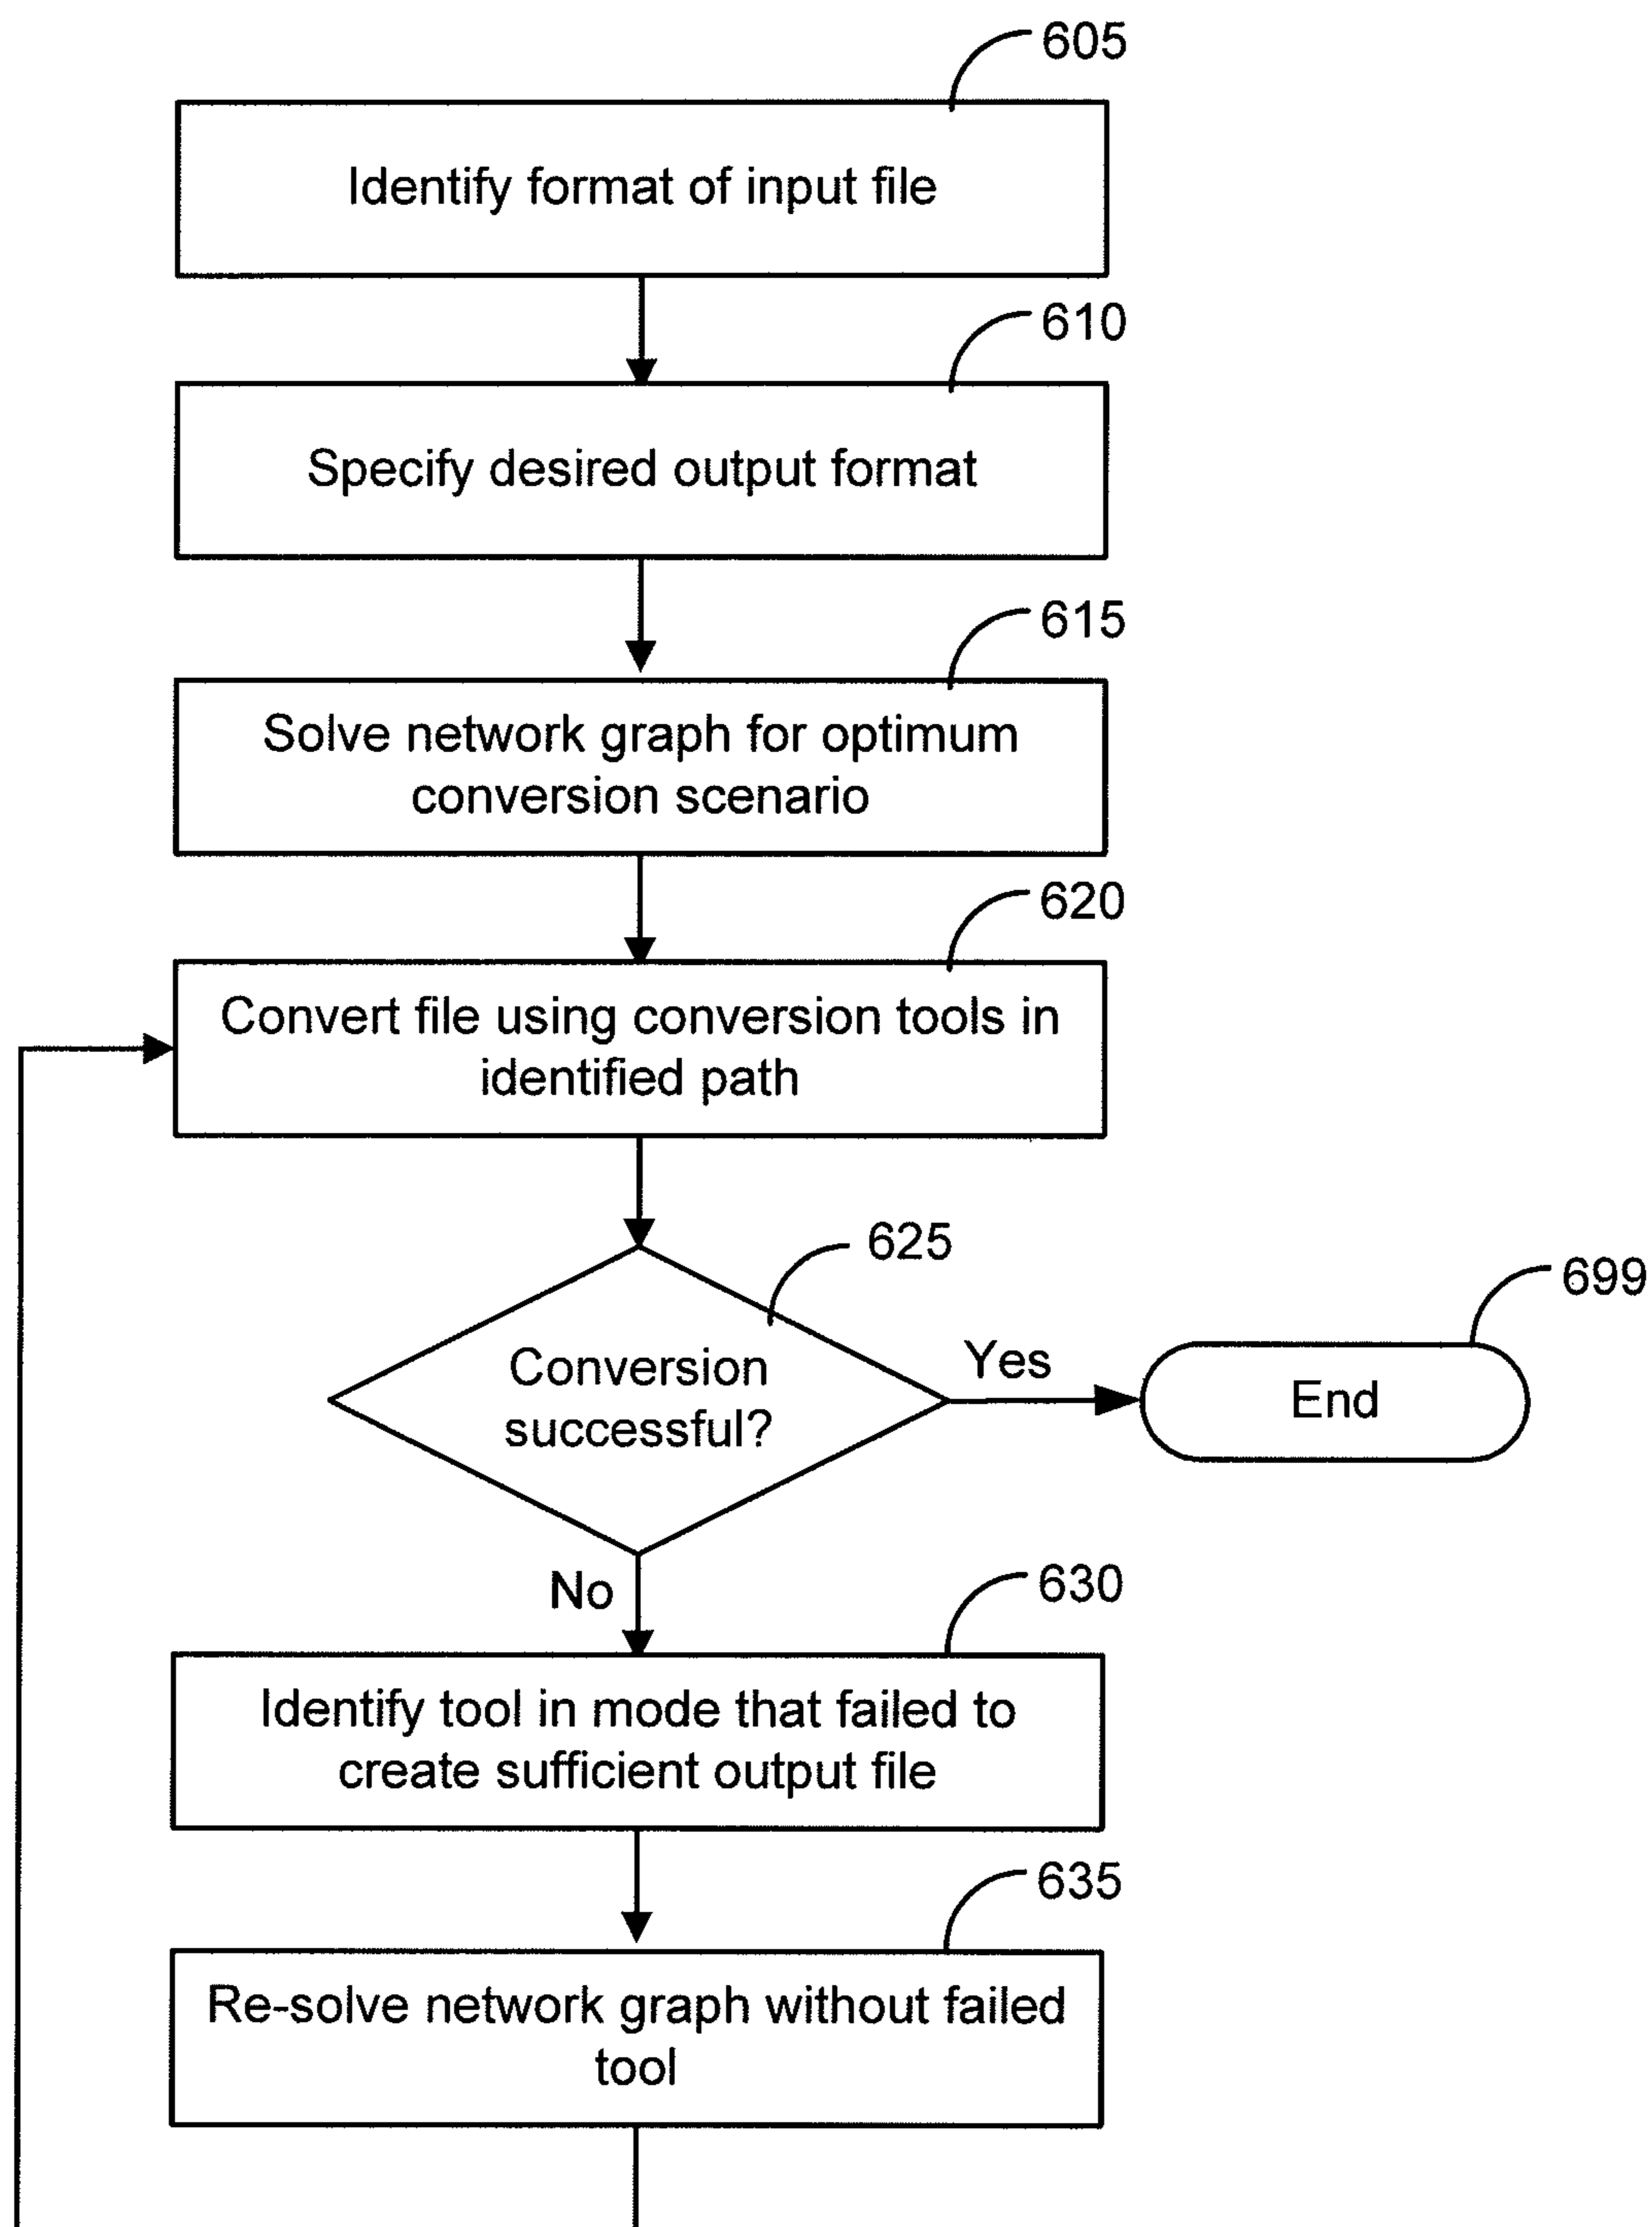 605
Identify format of input file
610
Specify desired output format
615
Solve network graph for optimum
conversion scenario
620
Convert file using conversion tools in
identified path
625
Conversion
successful?
Yes
699
End
No
630
Identify tool in mode that failed to
create sufficient output file
635
Re-solve network graph without failed
tool